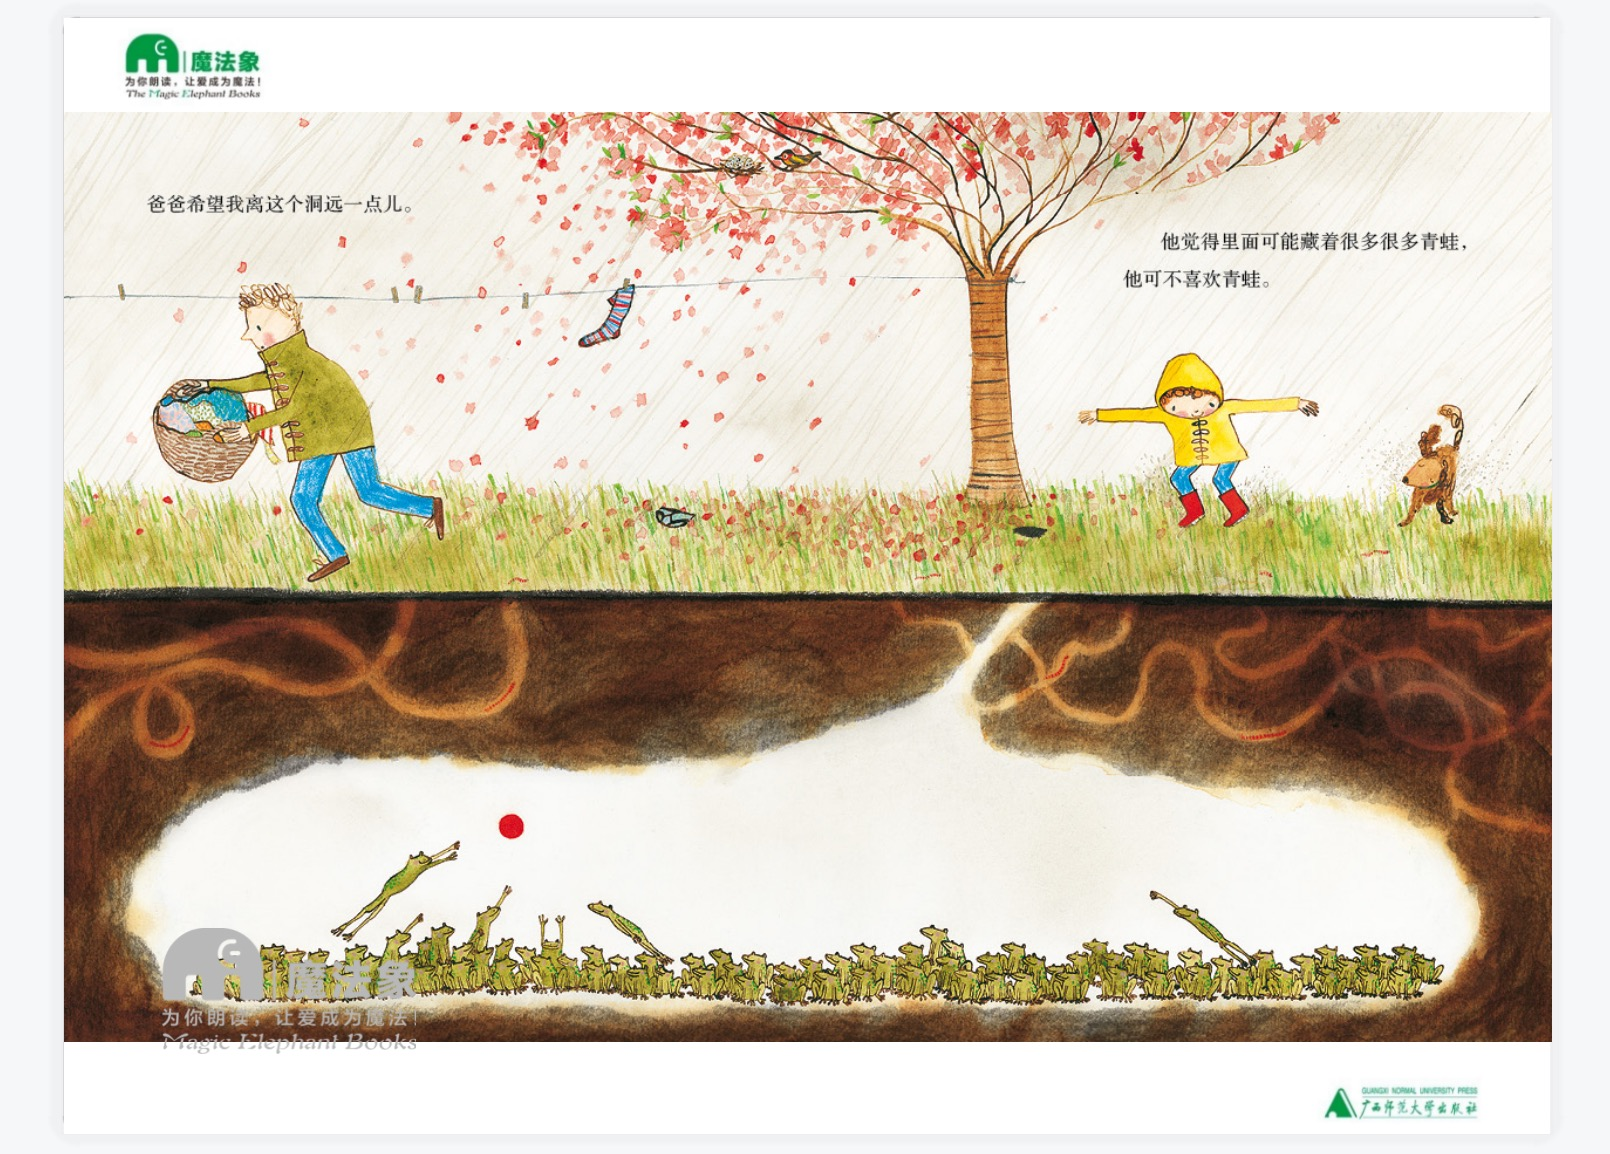 魔法象
为你朗读，让爱成为魔法！
The Magic Elephant Books
爸爸希望我离这个洞远一点儿。
他觉得里面可能藏着很多很多青蛙，
他可不喜欢青蛙。
魔法象
为你朗读，让爱成为魔法！
Magic Elephant Books
GUANGXI NORMAL UNIVERSITY PRESS
广西师范大学出版社